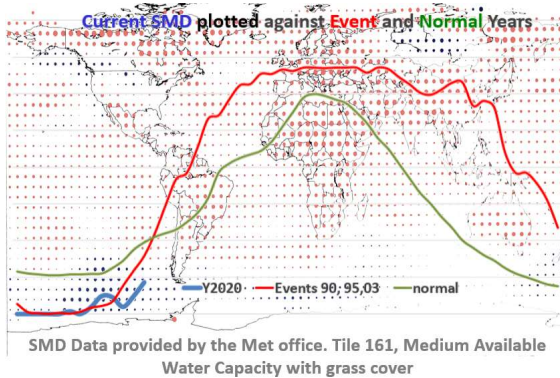 Current SMD plotted against Event and Normal Years
Y2020 Events 90, 95,03 normal
SMD Data provided by the Met office. Tile 161, Medium Available
Water Capacity with grass cover